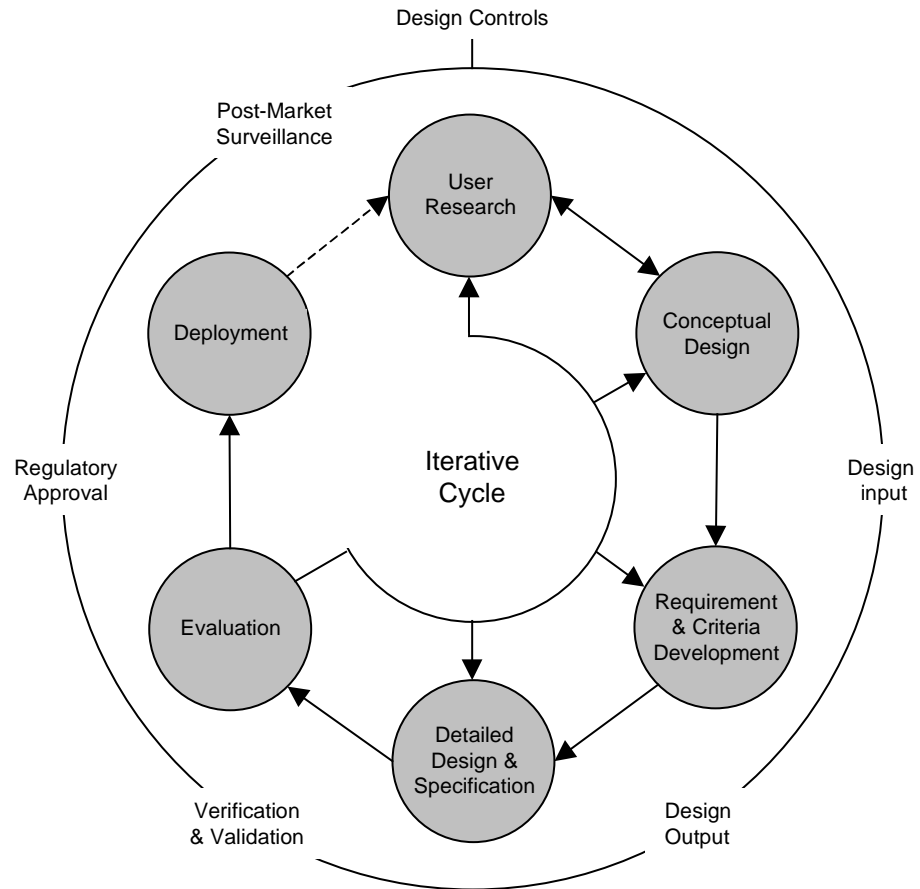 Design Controls
Post-Market
Surveillance
User
Research
Deployment
Conceptual
Design
Iterative
Cycle
Regulatory
Approval
Design
input
Evaluation
Requirement
& Criteria
Development
Detailed
Design &
Specification
Verification
& Validation
Design
Output